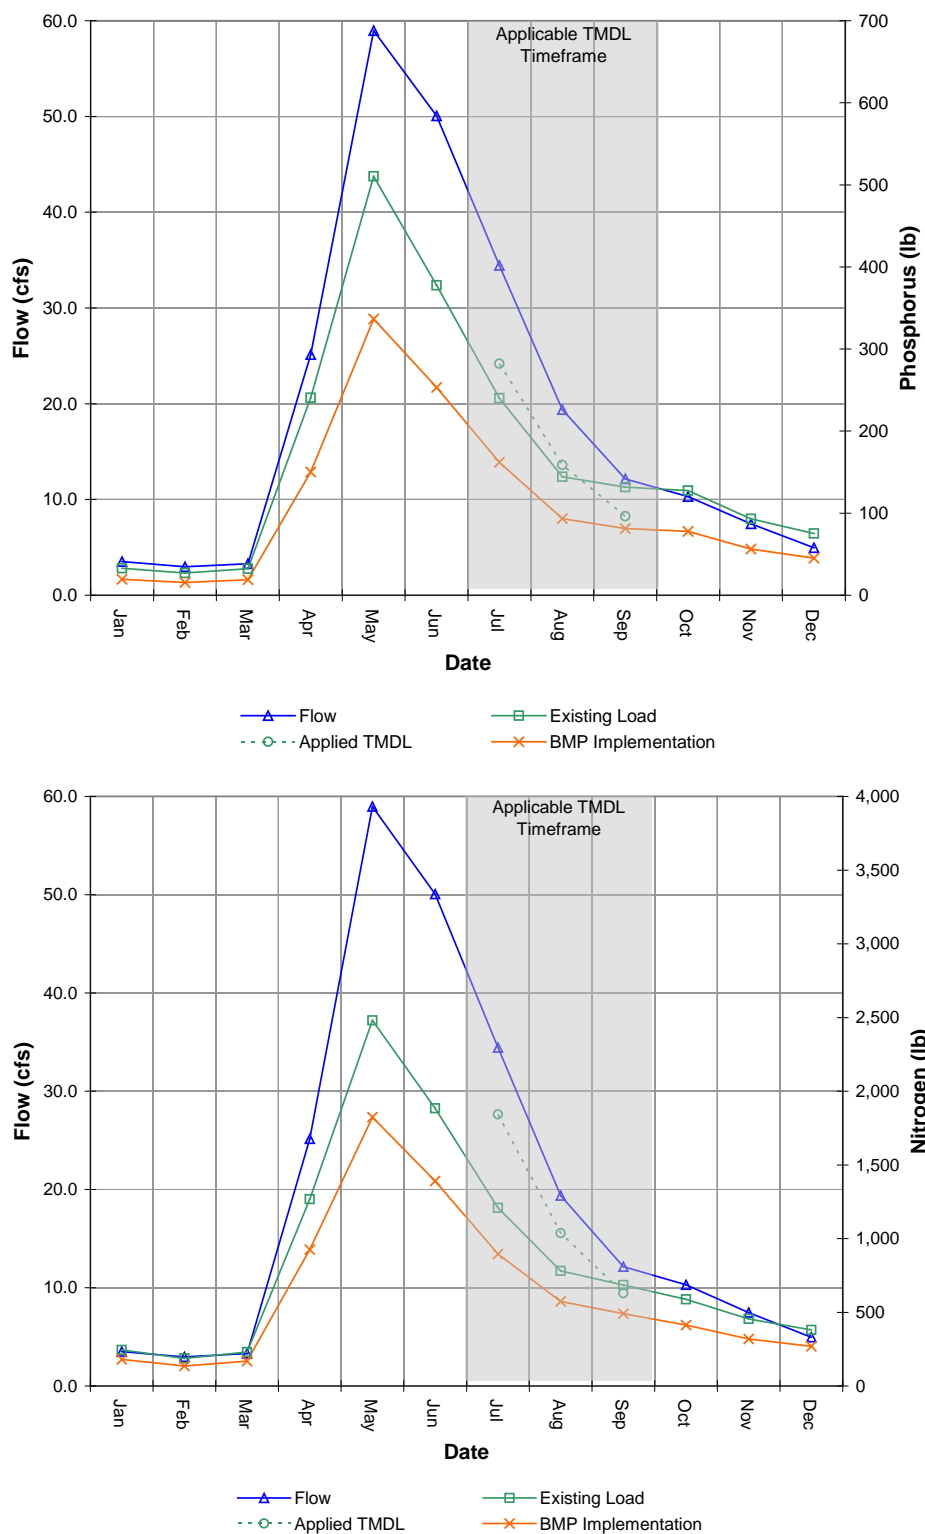 Applicable TMDL
Timeframe
60.0
50.0
40.0
30.0
20.0
10.0
0.0
Flow (cfs)
700
600
500
400
300
200
100
0
Phosphorus (lb)
Jan
Feb
Mar
Apr
May
Jun
Jul
Aug
Sep
Oct
Nov
Dec
Date
Flow
Existing Load
Applied TMDL
BMP Implementation
Applicable TMDL
Timeframe
60.0
50.0
40.0
30.0
20.0
10.0
0.0
Flow (cfs)
4,000
3,500
3,000
2,500
2,000
1,500
1,000
500
0
Nitrogen (lb)
Jan
Feb
Mar
Apr
May
Jun
Jul
Aug
Sep
Oct
Nov
Dec
Date
Flow
Existing Load
Applied TMDL
BMP Implementation